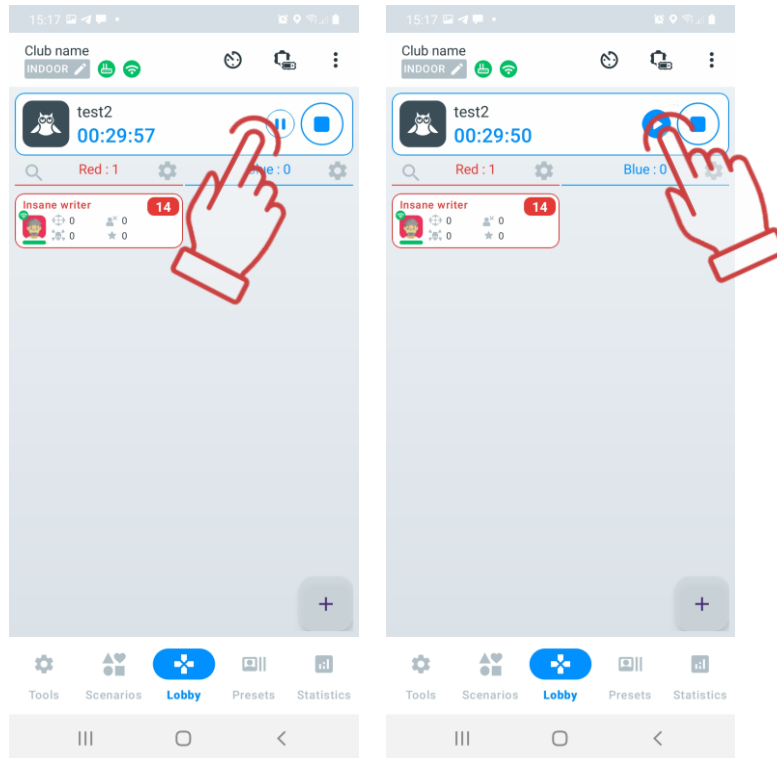 15:17
Club name
INDOOR
test2
00:29:57
Red : 1
Blue : 0
Insane writer
14
0 0
0 0
+
Tools Scenarios Lobby Presets Statistics
15:17
Club name
INDOOR
test2
00:29:50
Red : 1
Blue : 0
Insane writer
14
0 0
0 0
+
Tools Scenarios Lobby Presets Statistics